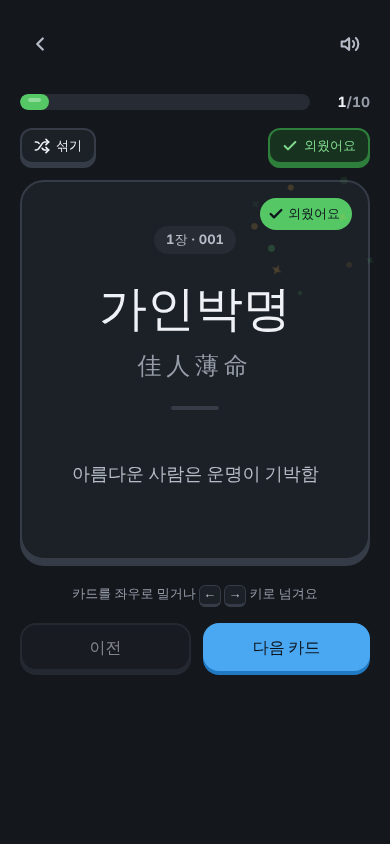 1/10
섞기
외웠어요
외웠어요
1장 · 001
가인박명
佳人薄命
아름다운 사람은 운명이 기박함
카드를 좌우로 밀거나 ← → 키로 넘겨요
이전
다음 카드